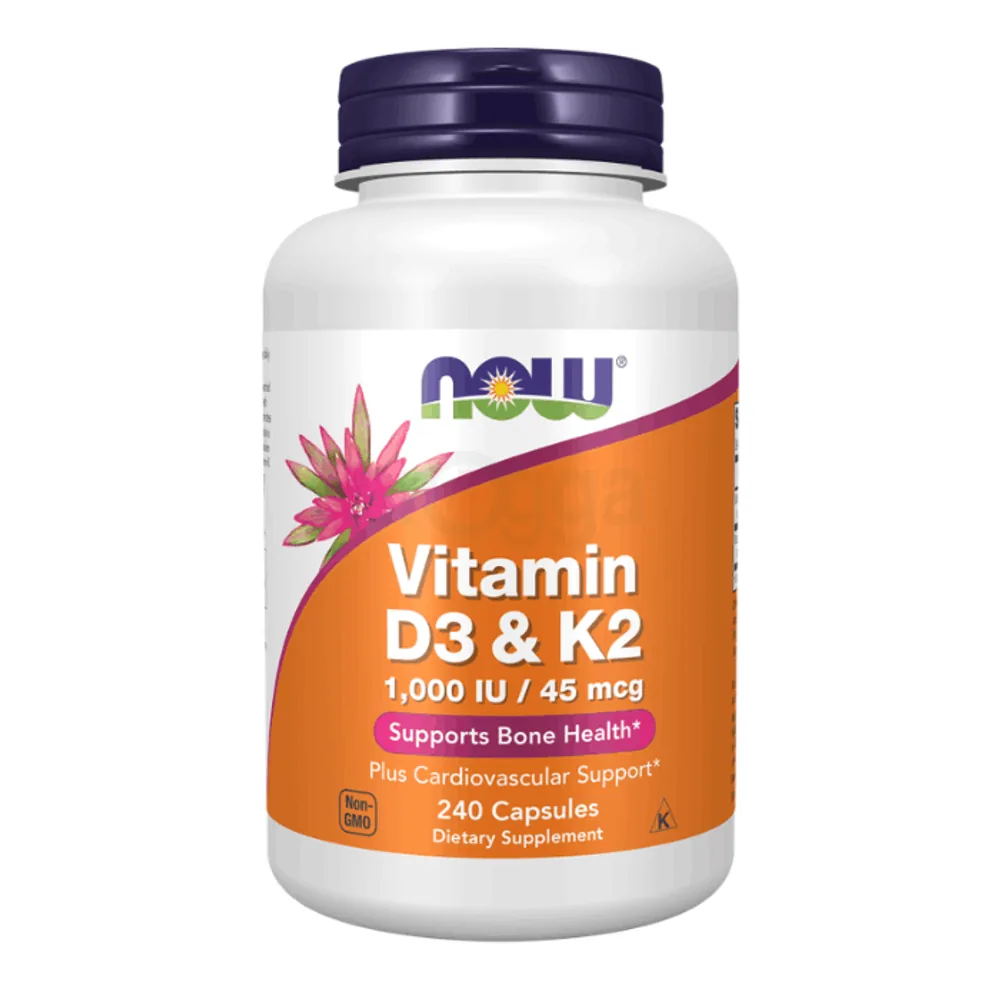 NOW®
Vitamin
D3 & K2
1,000 IU / 45 mcg
Supports Bone Health*
Plus Cardiovascular Support*
Non-
GMO
240 Capsules
K
Dietary Supplement